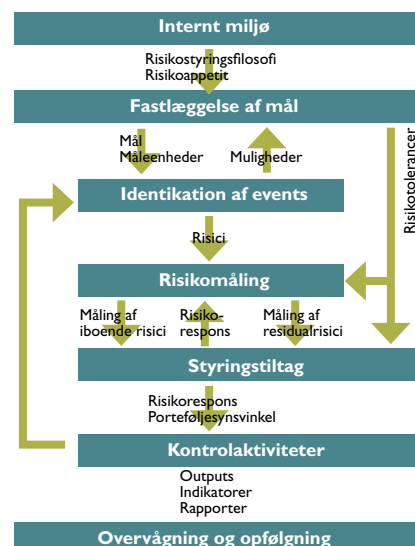 Internt miljø
Risikostyringsfilosofi
Risikoappetit
Fastlæggelse af mål
Mål
Måleenheder
Muligheder
Risikotolerancer
Identikation af events
Risici
Risikomåling
Måling af
iboende risici
Risiko-
respons
Måling af
residualrisici
Styringstiltag
Risikorespons
Porteføljesynsvinkel
Kontrolaktiviteter
Outputs
Indikatorer
Rapporter
Overvågning og opfølgning